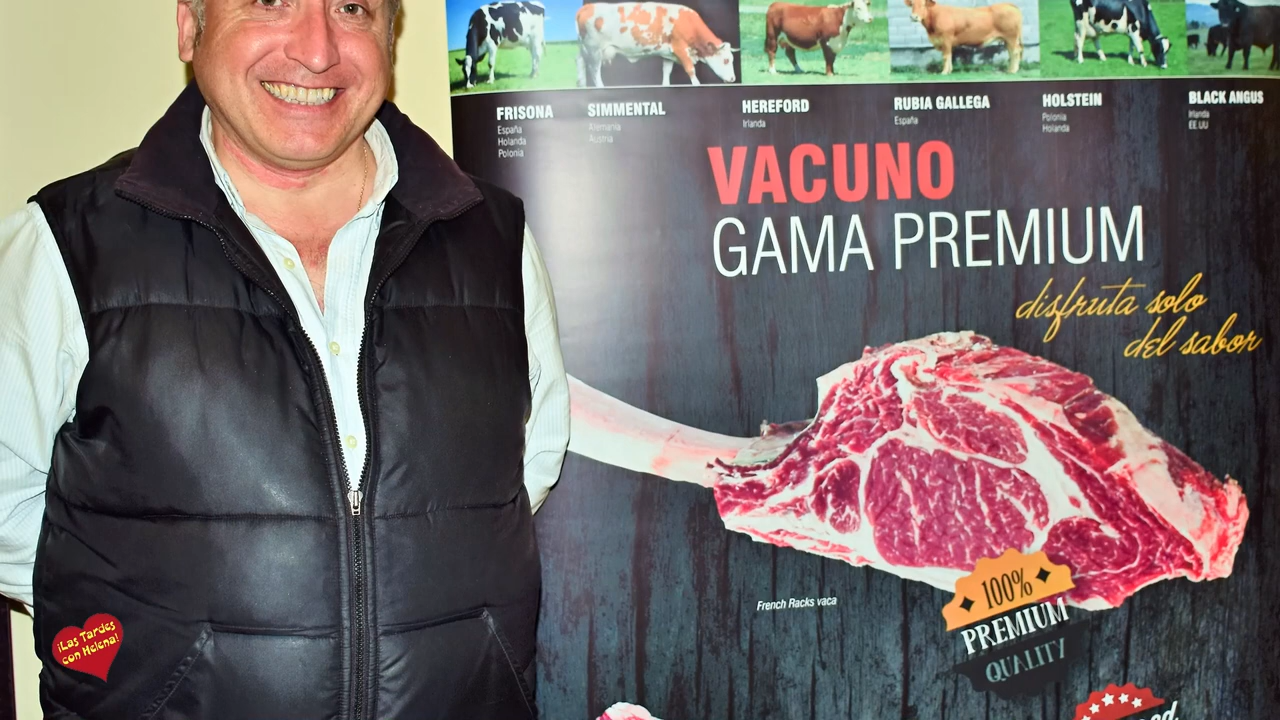 FRISONA
España
Holanda
Polonia
SIMMENTAL
Alemania
Austria
HEREFORD
Irlanda
RUBIA GALLEGA
España
HOLSTEIN
Polonia
Holanda
BLACK ANGUS
Irlanda
EE.UU
VACUNO
GAMA PREMIUM
disfruta solo
del sabor
French Racks vaca
100%
PREMIUM
QUALITY
¡Las Tardes
con Helena!